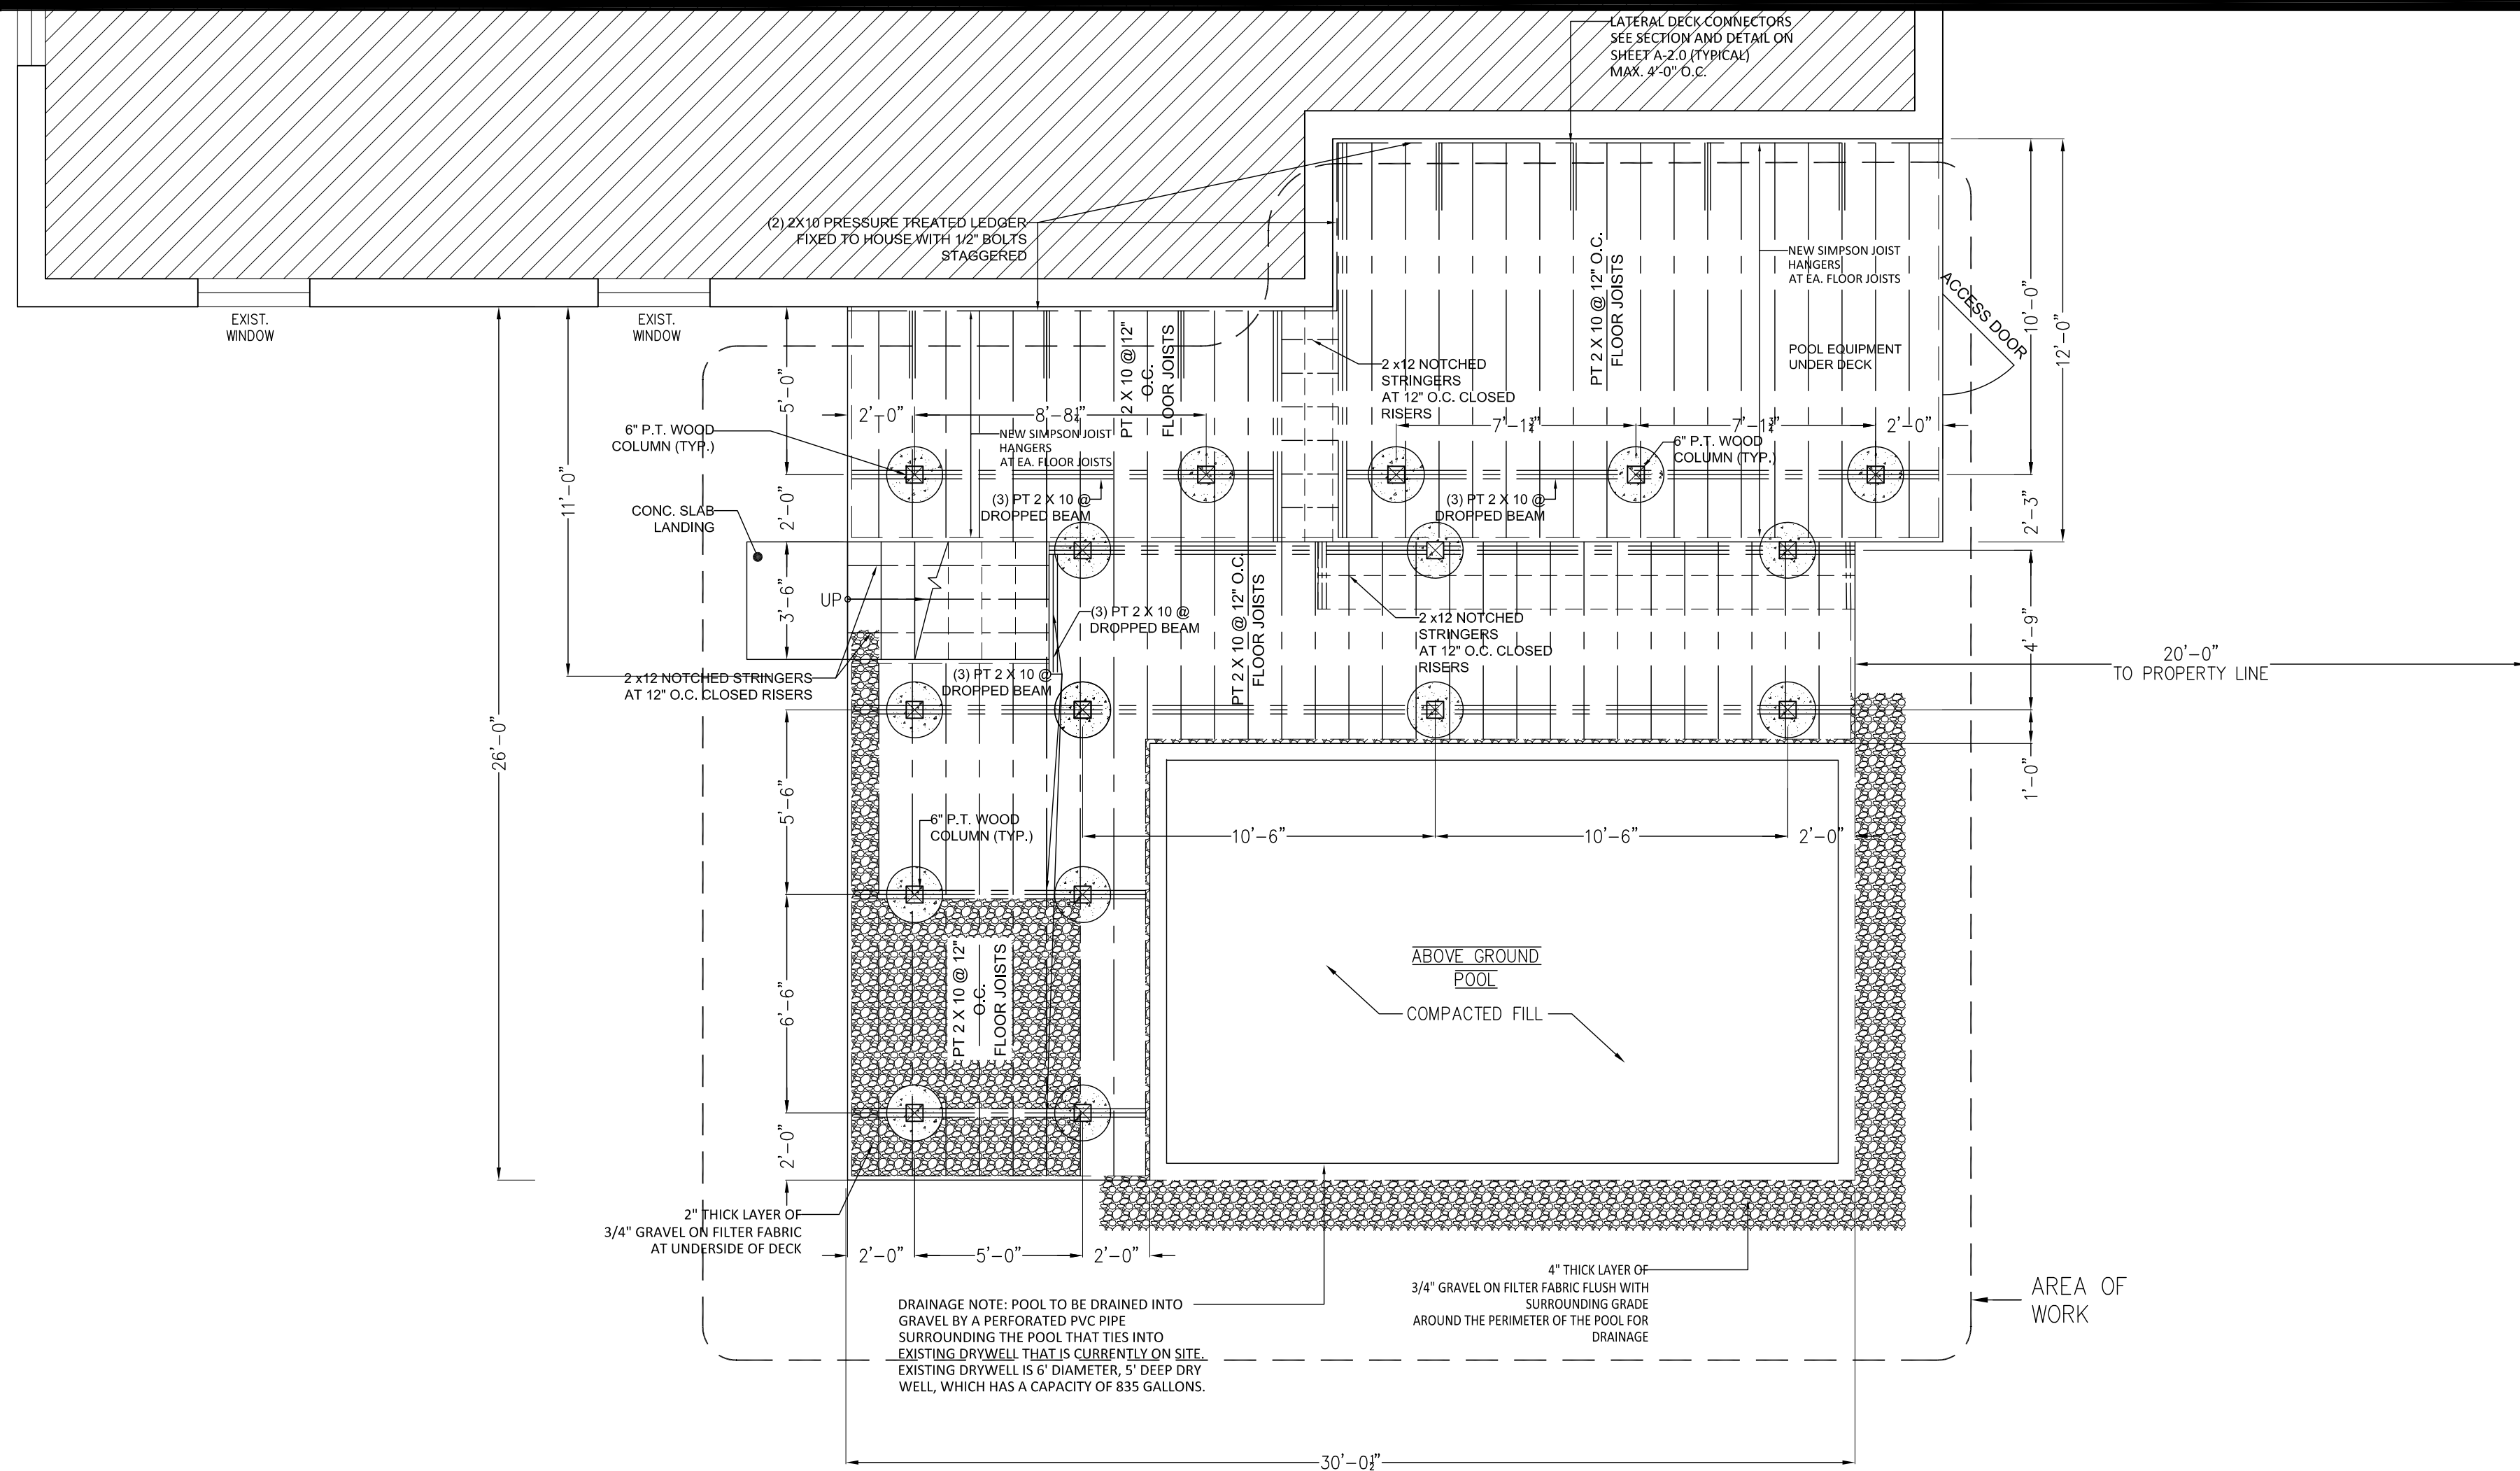 LATERAL DECK CONNECTORS
SEE SECTION AND DETAIL ON
SHEET A-2.0 (TYPICAL)
MAX. 4'-0" O.C.
(2) 2X10 PRESSURE TREATED LEDGER
FIXED TO HOUSE WITH 1/2" BOLTS
STAGGERED
EXIST.
WINDOW
EXIST.
WINDOW
PT 2 X 10 @ 12"
O.C.
FLOOR JOISTS
PT 2 X 10 @ 12" O.C.
FLOOR JOISTS
NEW SIMPSON JOIST
HANGERS
AT EA. FLOOR JOISTS
ACCESS DOOR
POOL EQUIPMENT
UNDER DECK
10'-0"
12'-0"
2 x12 NOTCHED
STRINGERS
AT 12" O.C. CLOSED
RISERS
5'-0"
2'-0"
8'-8¼"
7'-1¾"
7'-1¾"
2'-0"
6" P.T. WOOD
COLUMN (TYP.)
NEW SIMPSON JOIST
HANGERS
AT EA. FLOOR JOISTS
6" P.T. WOOD
COLUMN (TYP.)
11'-0"
2'-0"
(3) PT 2 X 10 @
DROPPED BEAM
(3) PT 2 X 10 @
DROPPED BEAM
2'-3"
CONC. SLAB
LANDING
UP
3'-6"
(3) PT 2 X 10 @
DROPPED BEAM
PT 2 X 10 @ 12" O.C.
FLOOR JOISTS
2 x12 NOTCHED
STRINGERS
AT 12" O.C. CLOSED
RISERS
4'-9"
20'-0"
TO PROPERTY LINE
2 x12 NOTCHED STRINGERS
AT 12" O.C. CLOSED RISERS
(3) PT 2 X 10 @
DROPPED BEAM
26'-0"
5'-6"
1'-0"
6" P.T. WOOD
COLUMN (TYP.)
10'-6"
10'-6"
2'-0"
6'-6"
PT 2 X 10 @ 12"
O.C.
FLOOR JOISTS
ABOVE GROUND
POOL
COMPACTED FILL
2'-0"
2" THICK LAYER OF
3/4" GRAVEL ON FILTER FABRIC
AT UNDERSIDE OF DECK
2'-0"
5'-0"
2'-0"
4" THICK LAYER OF
3/4" GRAVEL ON FILTER FABRIC FLUSH WITH
SURROUNDING GRADE
AROUND THE PERIMETER OF THE POOL FOR
DRAINAGE
AREA OF
WORK
DRAINAGE NOTE: POOL TO BE DRAINED INTO
GRAVEL BY A PERFORATED PVC PIPE
SURROUNDING THE POOL THAT TIES INTO
EXISTING DRYWELL THAT IS CURRENTLY ON SITE.
EXISTING DRYWELL IS 6' DIAMETER, 5' DEEP DRY
WELL, WHICH HAS A CAPACITY OF 835 GALLONS.
30'-0½"